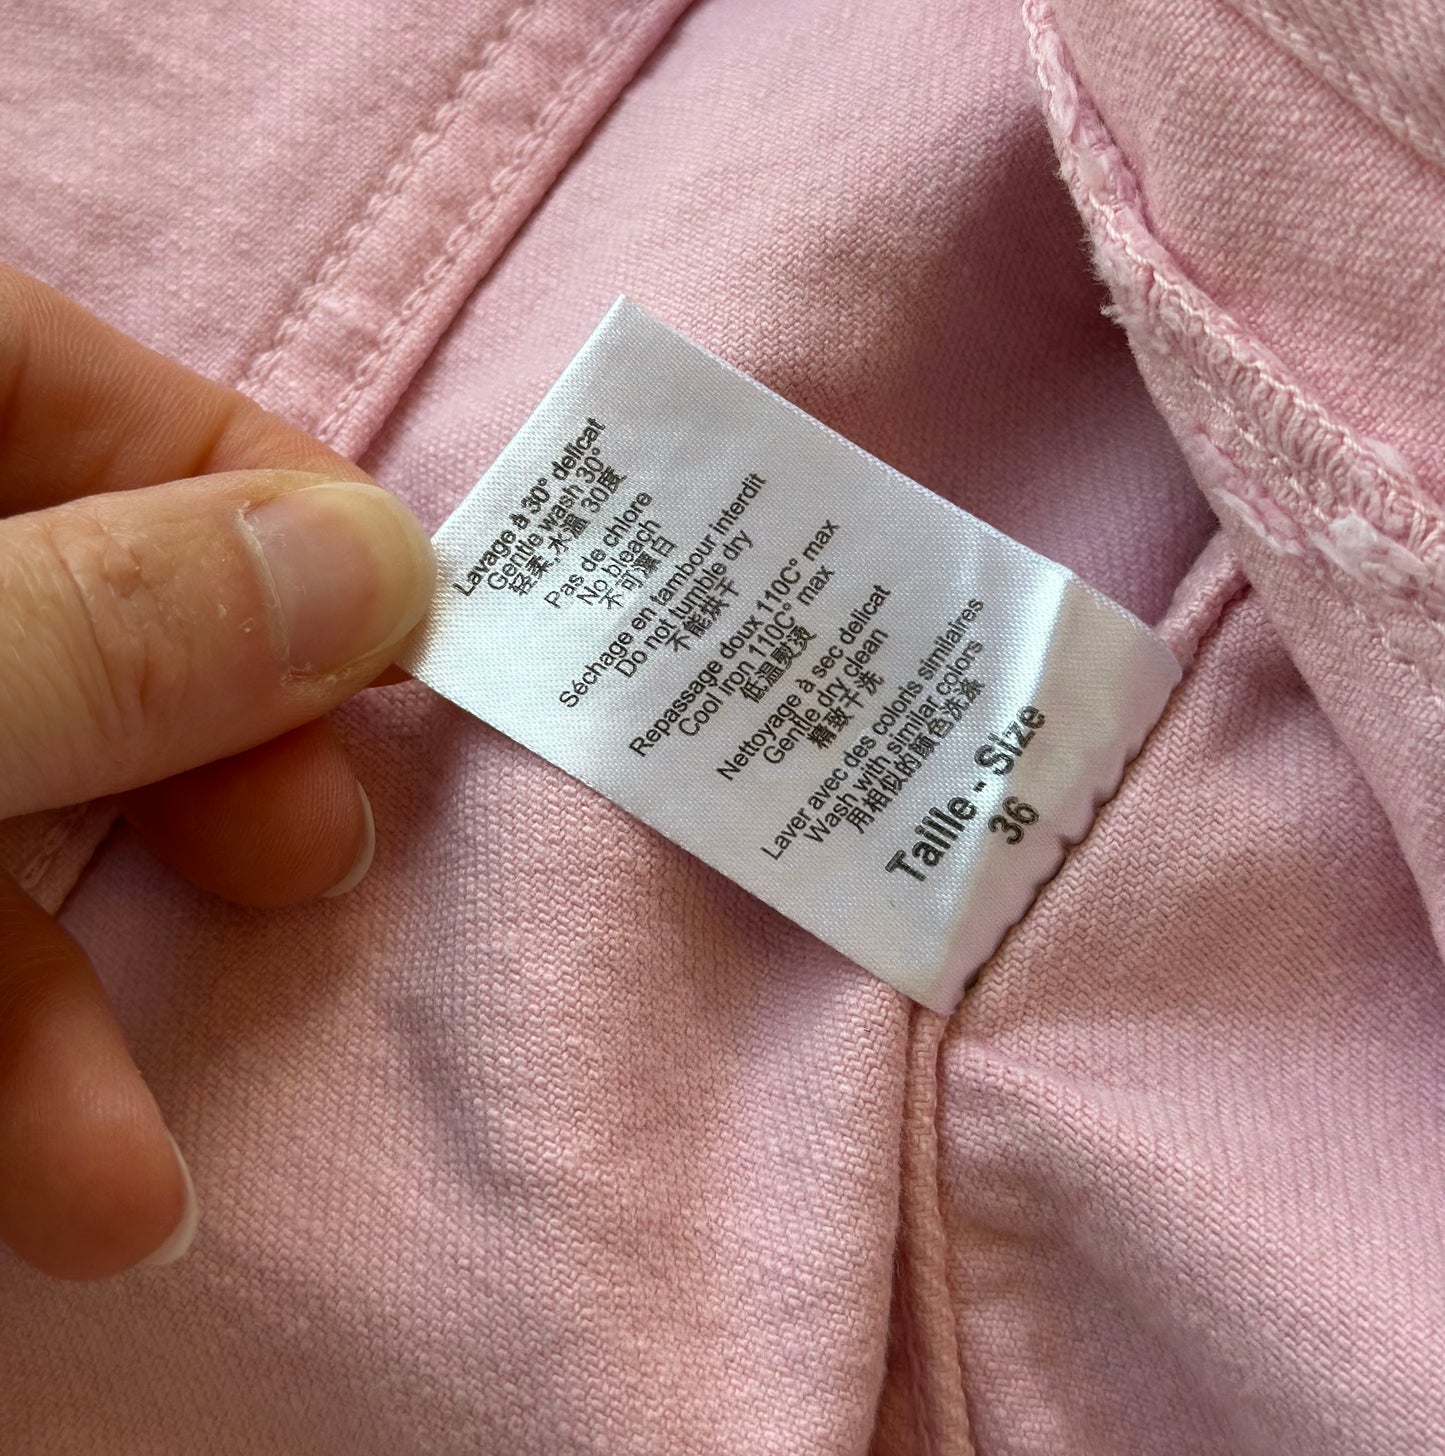 Lavage à 30° delicat
Gentle wash 30°
轻柔,水温 30度
Pas de chlore
No bleach
不可漂白
Séchage en tambour interdit
Do not tumble dry
不能烘干
Repassage doux 110C° max
Cool iron 110C° max
低温熨烫
Nettoyage à sec delicat
Gentle dry clean
精致干洗
Laver avec des coloris similaires
Wash with similar colors
用相似的颜色洗涤
Taille - Size
36